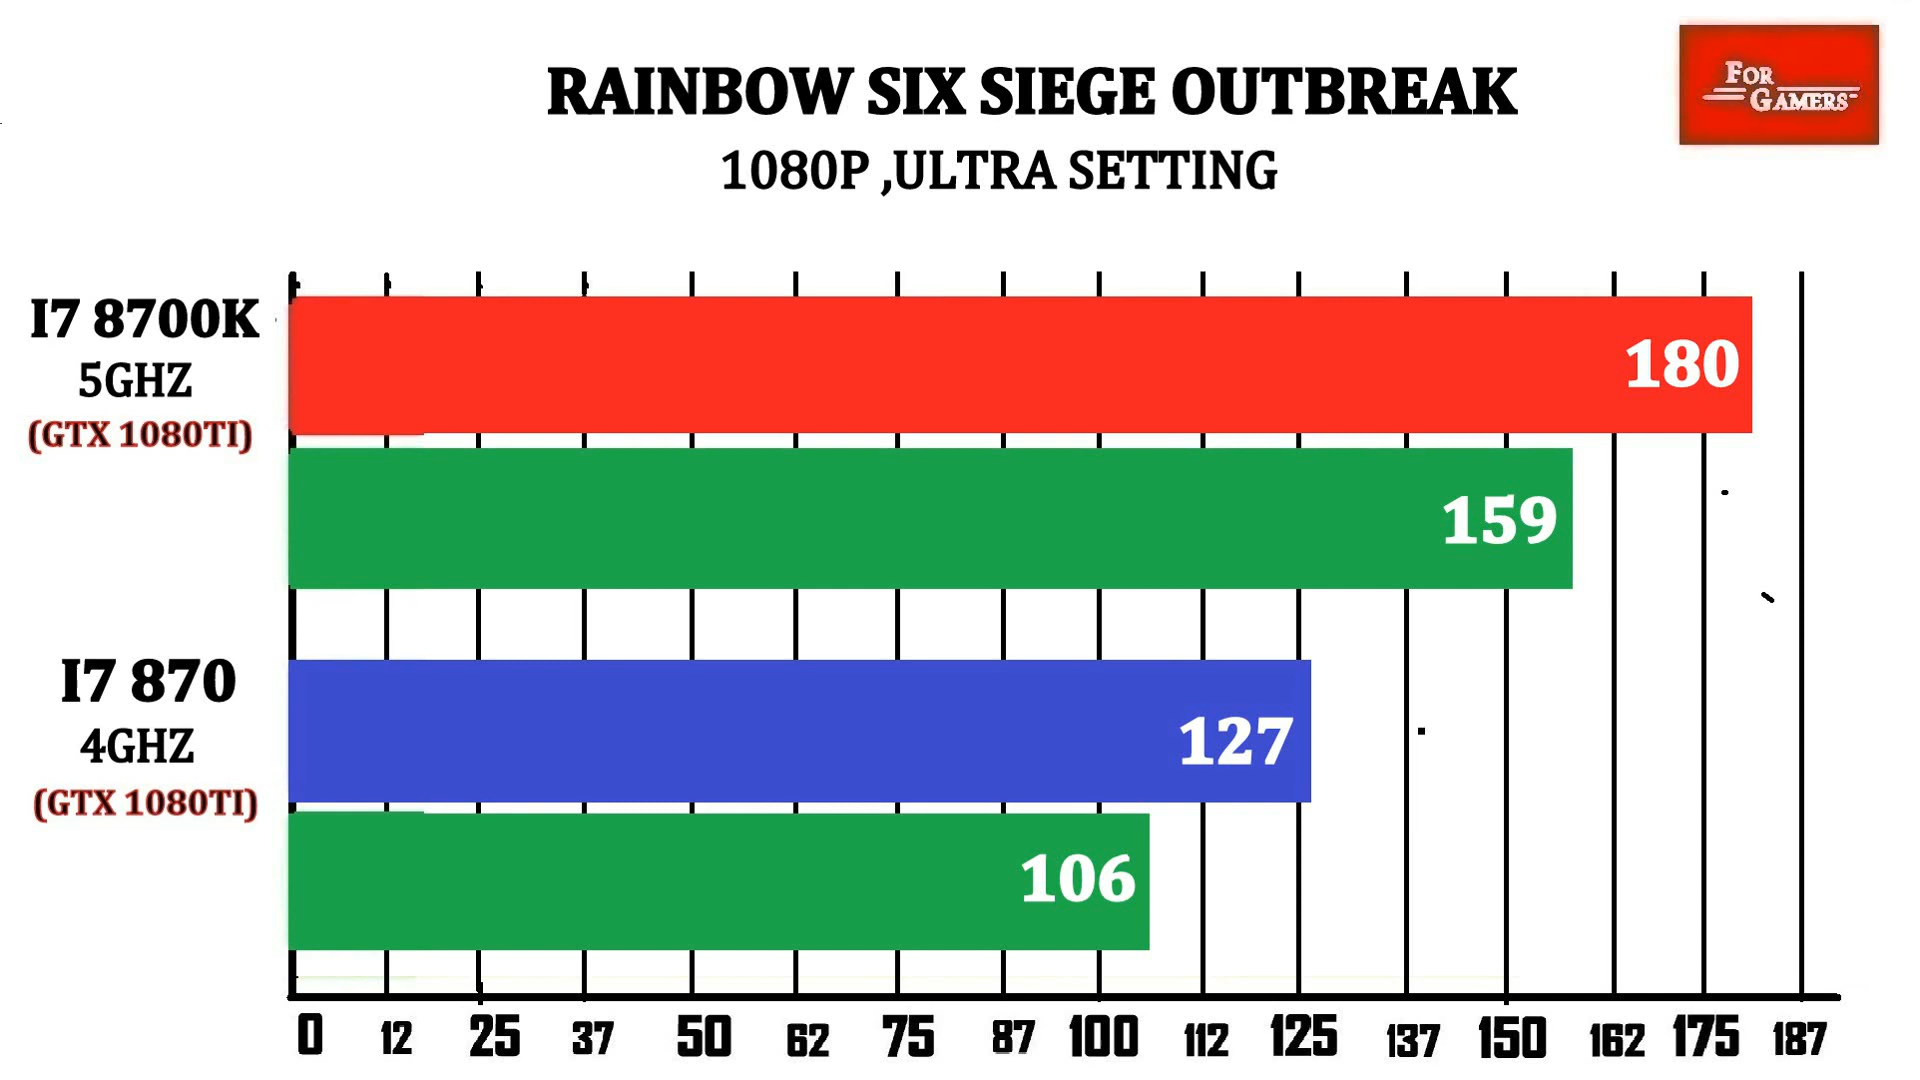 RAINBOW SIX SIEGE OUTBREAK
1080P ,ULTRA SETTING
FOR
GAMERS
I7 8700K
5GHZ
(GTX 1080TI)
180
159
I7 870
4GHZ
(GTX 1080TI)
127
106
0 12 25 37 50 62 75 87 100 112 125 137 150 162 175 187